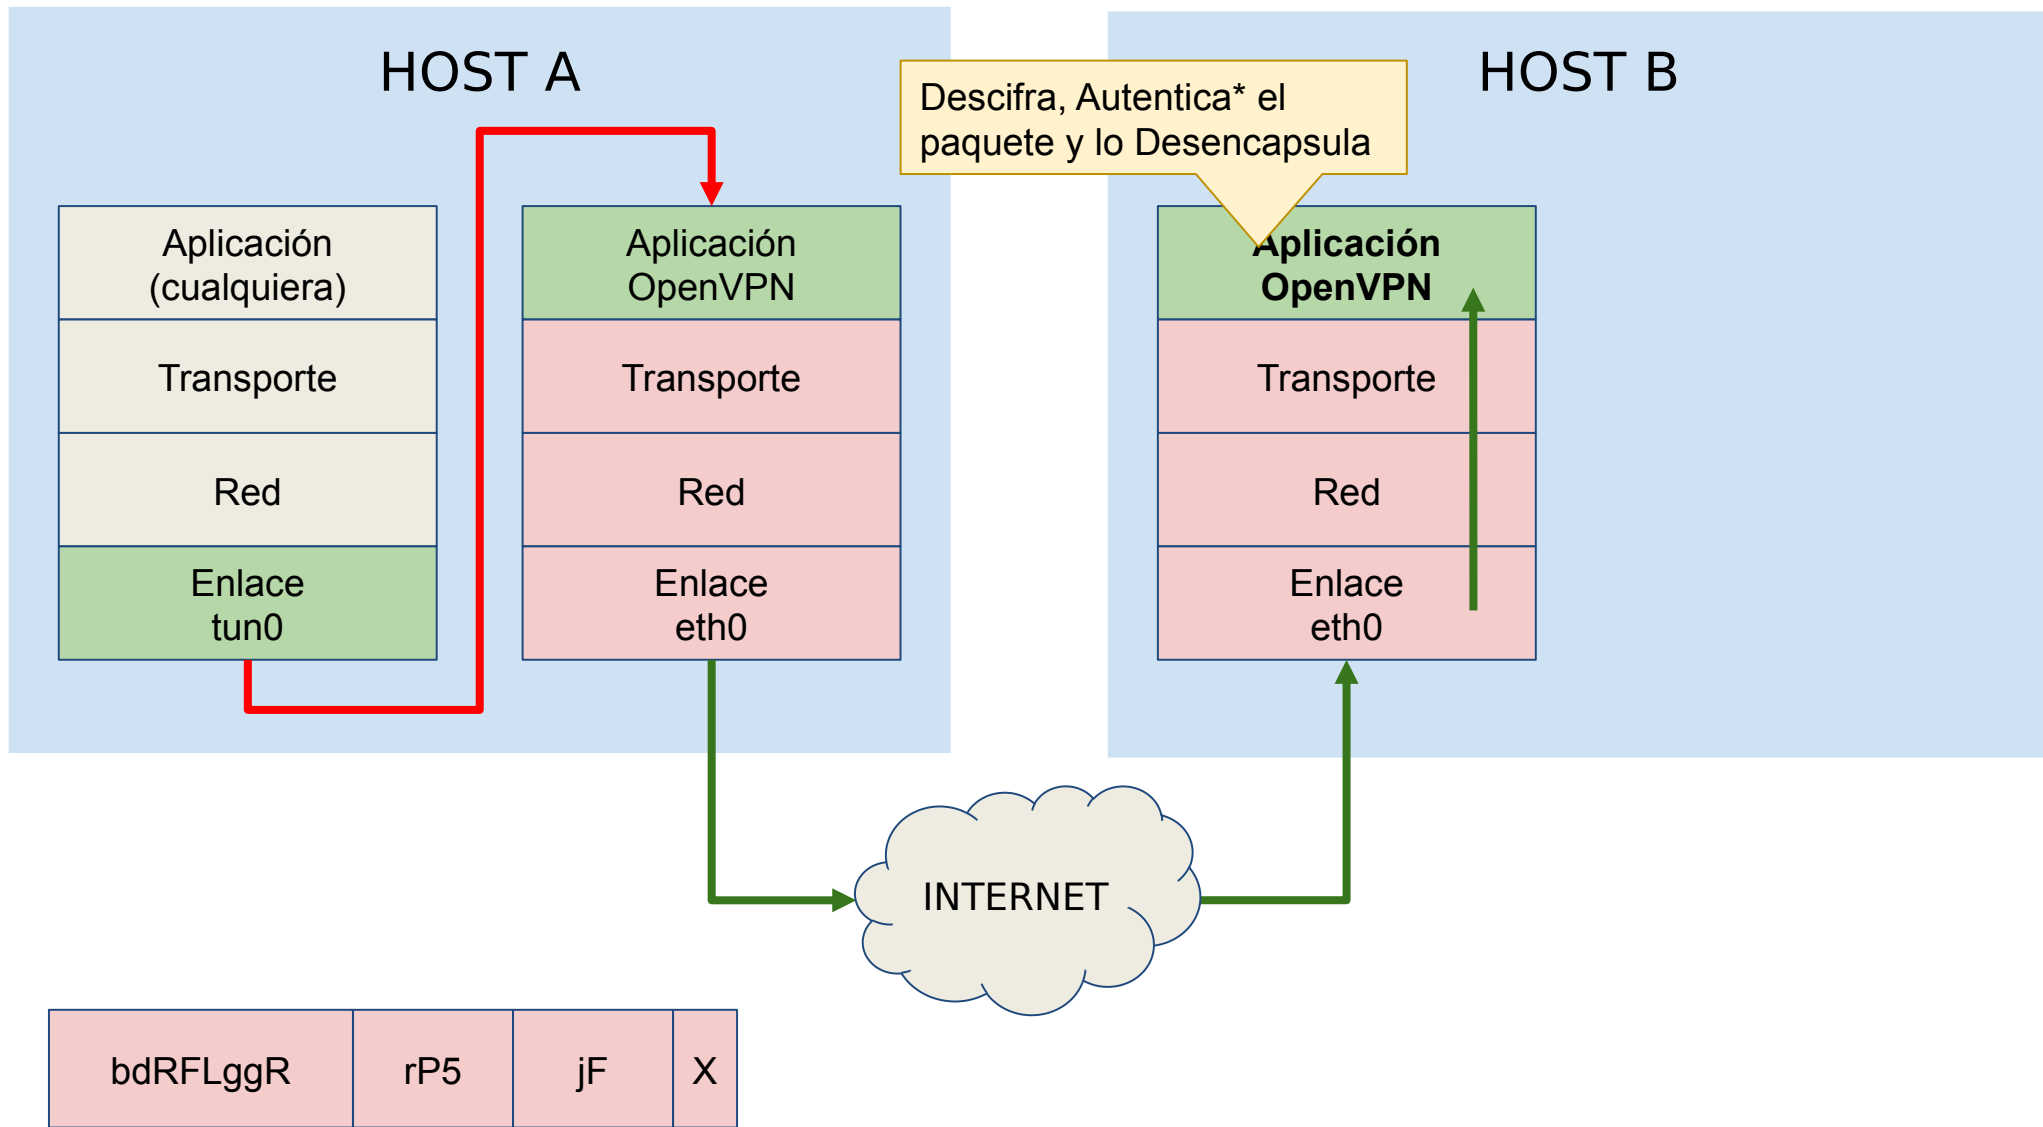 HOST A
Aplicación
(cualquiera)
Transporte
Red
Enlace
tun0
Aplicación
OpenVPN
Transporte
Red
Enlace
eth0
HOST B
Descifra, Autentica* el
paquete y lo Desencapsula
Aplicación
OpenVPN
Transporte
Red
Enlace
eth0
INTERNET
bdRFLggR
rP5
jF
X